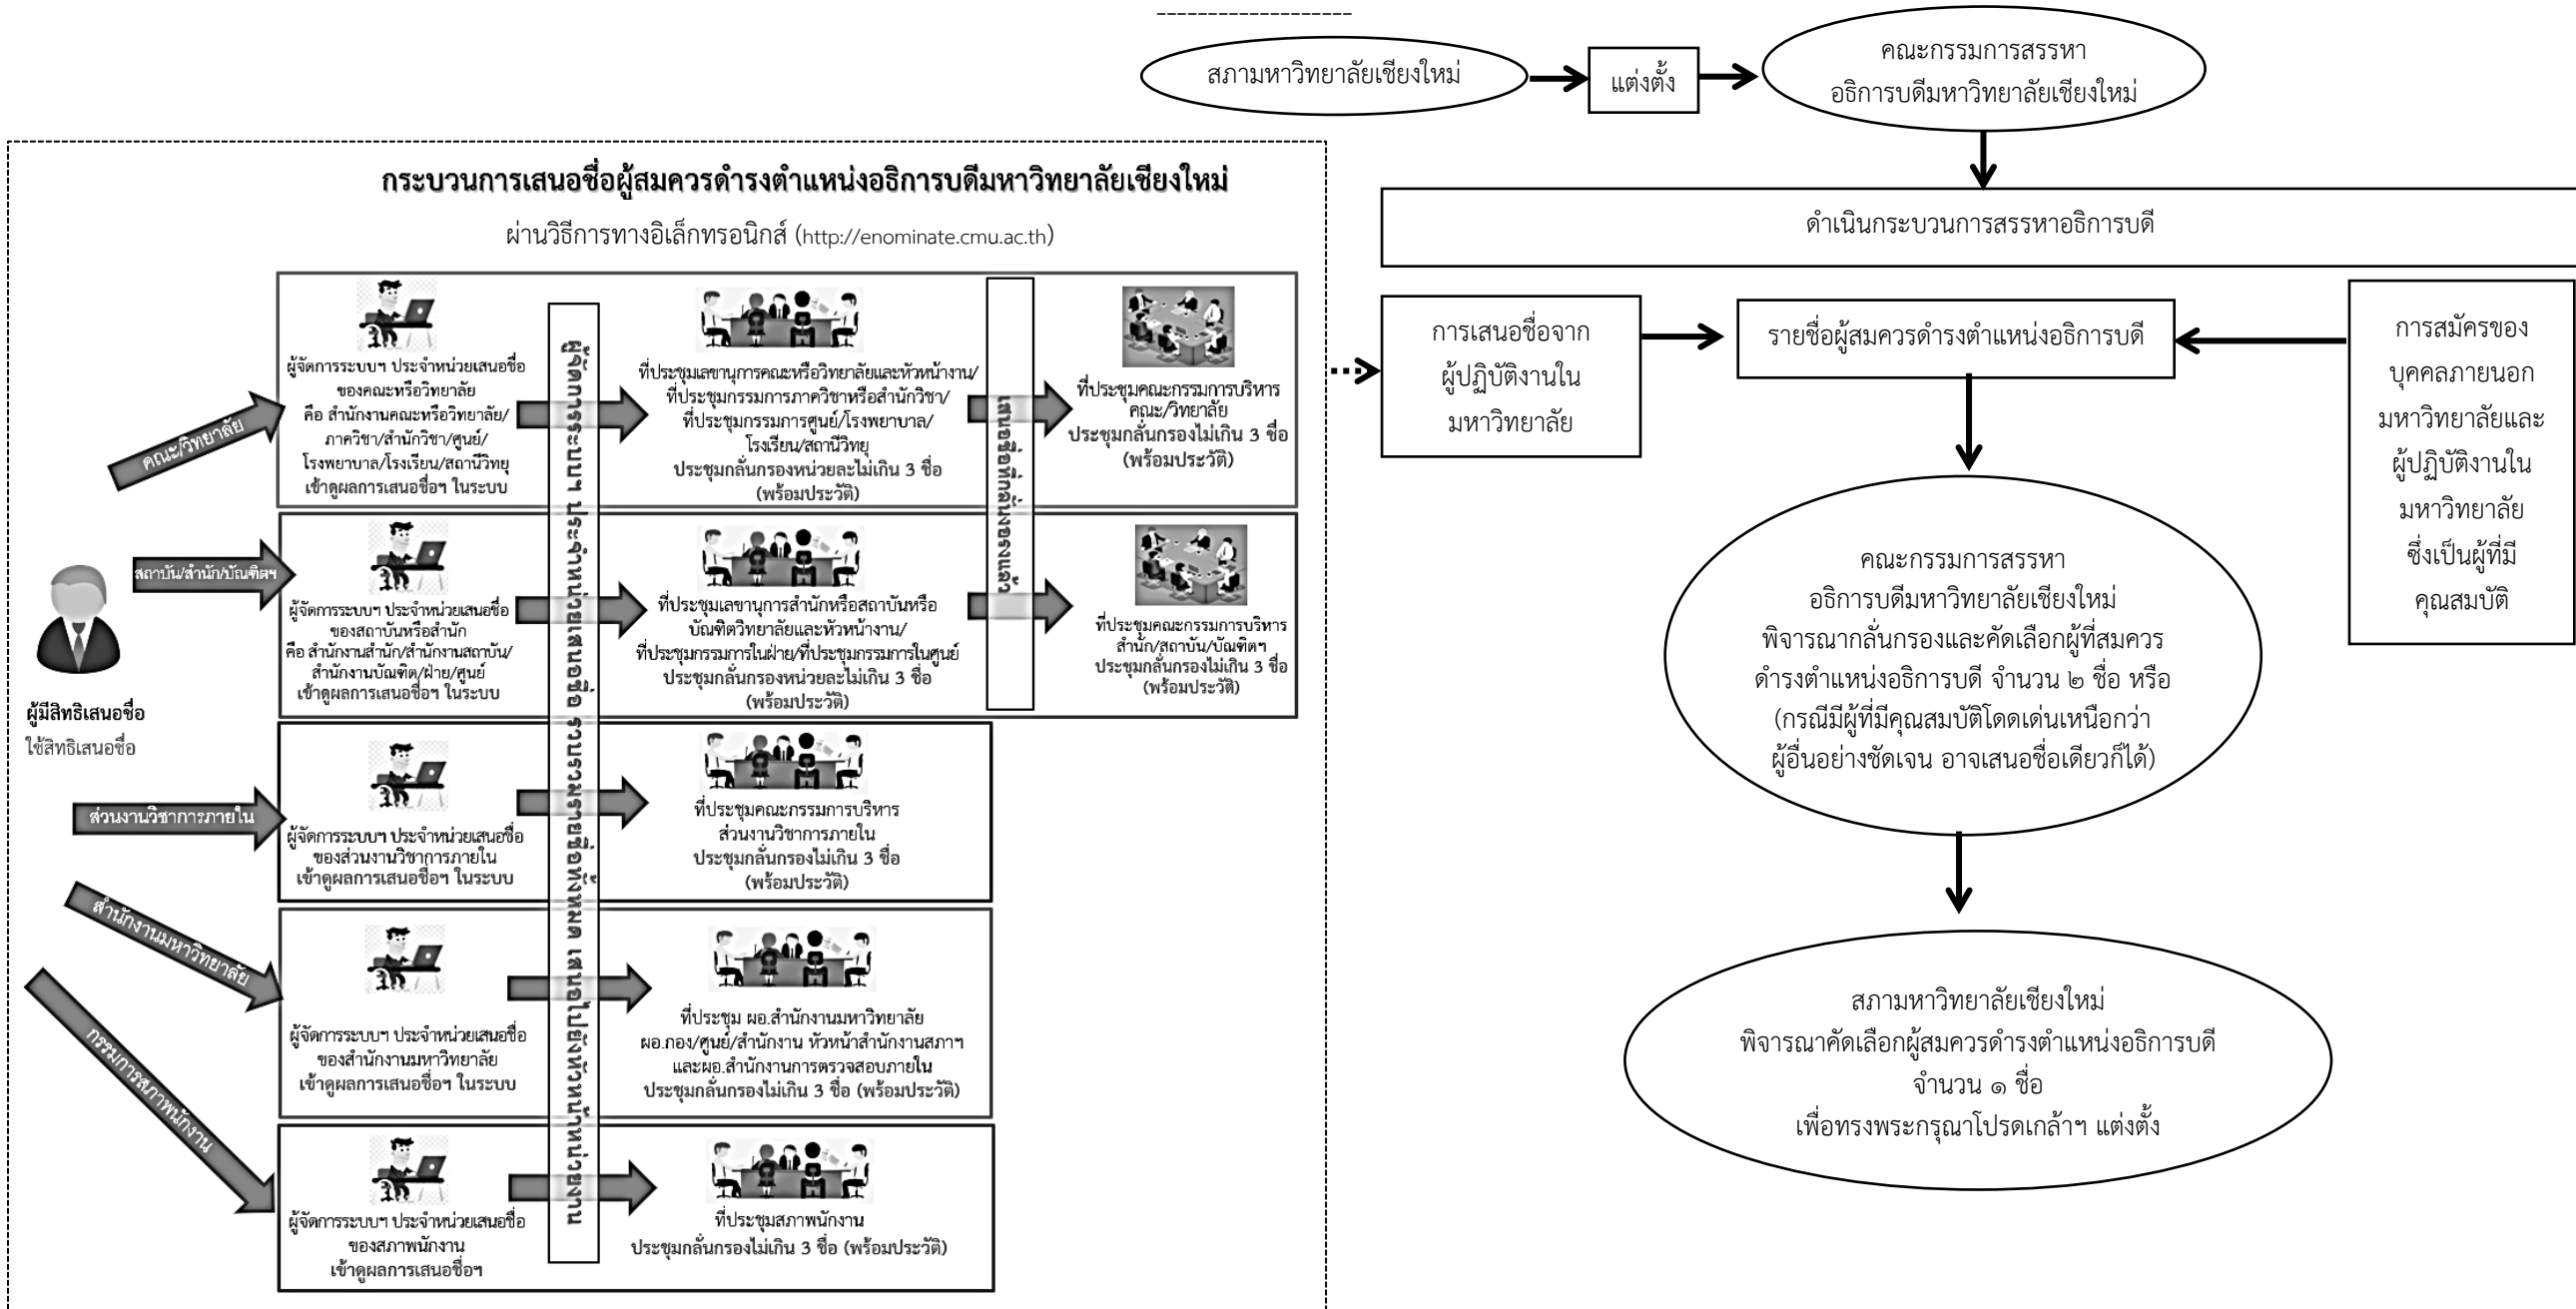 -------------------
สภามหาวิทยาลัยเชียงใหม่
แต่งตั้ง
คณะกรรมการสรรหา
อธิการบดีมหาวิทยาลัยเชียงใหม่
ดำเนินกระบวนการสรรหาอธิการบดี
กระบวนการเสนอชื่อผู้สมควรดำรงตำแหน่งอธิการบดีมหาวิทยาลัยเชียงใหม่
ผ่านวิธีการทางอิเล็กทรอนิกส์ (http://enominate.cmu.ac.th)
ผู้มีสิทธิเสนอชื่อ
ใช้สิทธิเสนอชื่อ
คณะ/วิทยาลัย
ผู้จัดการระบบฯ ประจำหน่วยเสนอชื่อ
ของคณะหรือวิทยาลัย
คือ สำนักงานคณะหรือวิทยาลัย/
ภาควิชา/สำนักวิชา/ศูนย์/
โรงพยาบาล/โรงเรียน/สถานีวิทยุ
เข้าดูผลการเสนอชื่อฯ ในระบบ
ผู้จัดการระบบฯ ประจำหน่วยเสนอชื่อ รวบรวมรายชื่อทั้งหมด เสนอไปยังหัวหน้าหน่วยงาน
ที่ประชุมเลขานุการคณะหรือวิทยาลัยและหัวหน้างาน/
ที่ประชุมกรรมการภาควิชาหรือสำนักวิชา/
ที่ประชุมกรรมการศูนย์/โรงพยาบาล/
โรงเรียน/สถานีวิทยุ
ประชุมกลั่นกรองหน่วยละไม่เกิน 3 ชื่อ
(พร้อมประวัติ)
เสนอชื่อที่กลั่นกรองแล้ว
ที่ประชุมคณะกรรมการบริหาร
คณะ/วิทยาลัย
ประชุมกลั่นกรองไม่เกิน 3 ชื่อ
(พร้อมประวัติ)
สถาบัน/สำนัก/บัณฑิตฯ
ผู้จัดการระบบฯ ประจำหน่วยเสนอชื่อ
ของสถาบันหรือสำนัก
คือ สำนักงานสำนัก/สำนักงานสถาบัน/
สำนักงานบัณฑิต/ฝ่าย/ศูนย์
เข้าดูผลการเสนอชื่อฯ ในระบบ
ที่ประชุมเลขานุการสำนักหรือสถาบันหรือ
บัณฑิตวิทยาลัยและหัวหน้างาน/
ที่ประชุมกรรมการในฝ่าย/ที่ประชุมกรรมการในศูนย์
ประชุมกลั่นกรองหน่วยละไม่เกิน 3 ชื่อ
(พร้อมประวัติ)
ที่ประชุมคณะกรรมการบริหาร
สำนัก/สถาบัน/บัณฑิตฯ
ประชุมกลั่นกรองไม่เกิน 3 ชื่อ
(พร้อมประวัติ)
ส่วนงานวิชาการภายใน
ผู้จัดการระบบฯ ประจำหน่วยเสนอชื่อ
ของส่วนงานวิชาการภายใน
เข้าดูผลการเสนอชื่อฯ ในระบบ
ที่ประชุมคณะกรรมการบริหาร
ส่วนงานวิชาการภายใน
ประชุมกลั่นกรองไม่เกิน 3 ชื่อ
(พร้อมประวัติ)
สำนักงานมหาวิทยาลัย
ผู้จัดการระบบฯ ประจำหน่วยเสนอชื่อ
ของสำนักงานมหาวิทยาลัย
เข้าดูผลการเสนอชื่อฯ ในระบบ
ที่ประชุม ผอ.สำนักงานมหาวิทยาลัย
ผอ.กอง/ศูนย์/สำนักงาน หัวหน้าสำนักงานสภาฯ
และผอ.สำนักงานการตรวจสอบภายใน
ประชุมกลั่นกรองไม่เกิน 3 ชื่อ (พร้อมประวัติ)
กรรมการสภาพนักงาน
ผู้จัดการระบบฯ ประจำหน่วยเสนอชื่อ
ของสภาพนักงาน
เข้าดูผลการเสนอชื่อฯ
ที่ประชุมสภาพนักงาน
ประชุมกลั่นกรองไม่เกิน 3 ชื่อ (พร้อมประวัติ)
การเสนอชื่อจาก
ผู้ปฏิบัติงานใน
มหาวิทยาลัย
รายชื่อผู้สมควรดำรงตำแหน่งอธิการบดี
การสมัครของ
บุคคลภายนอก
มหาวิทยาลัยและ
ผู้ปฏิบัติงานใน
มหาวิทยาลัย
ซึ่งเป็นผู้ที่มี
คุณสมบัติ
คณะกรรมการสรรหา
อธิการบดีมหาวิทยาลัยเชียงใหม่
พิจารณากลั่นกรองและคัดเลือกผู้ที่สมควร
ดำรงตำแหน่งอธิการบดี จำนวน ๒ ชื่อ หรือ
(กรณีมีผู้ที่มีคุณสมบัติโดดเด่นเหนือกว่า
ผู้อื่นอย่างชัดเจน อาจเสนอชื่อเดียวก็ได้)
สภามหาวิทยาลัยเชียงใหม่
พิจารณาคัดเลือกผู้สมควรดำรงตำแหน่งอธิการบดี
จำนวน ๑ ชื่อ
เพื่อทรงพระกรุณาโปรดเกล้าฯ แต่งตั้ง